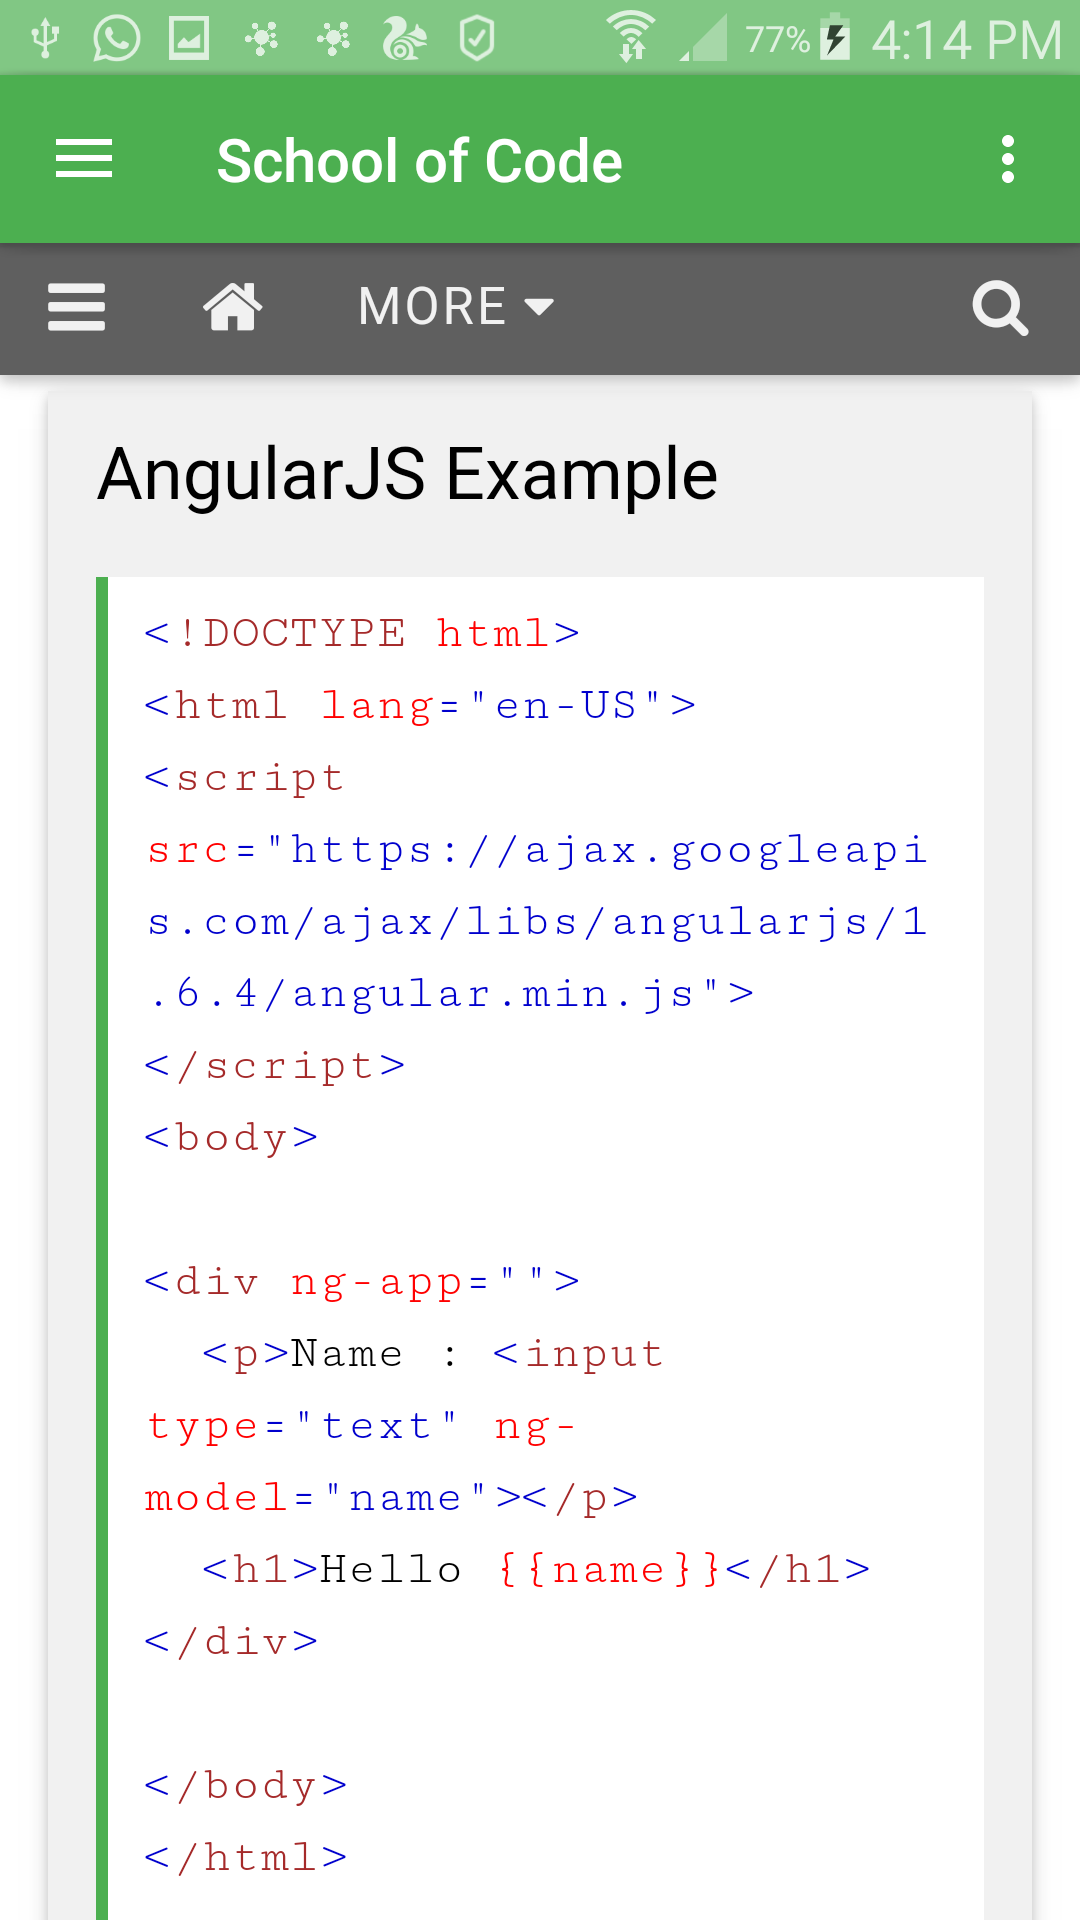 77% 4:14 PM
School of Code
MORE
AngularJS Example
<!DOCTYPE html>
<html lang="en-US">
<script
src="https://ajax.googleapi
s.com/ajax/libs/angularjs/1
.6.4/angular.min.js">
</script>
<body>
<div ng-app="">
  <p>Name : <input
type="text" ng-
model="name"></p>
  <h1>Hello {{name}}</h1>
</div>
</body>
</html>